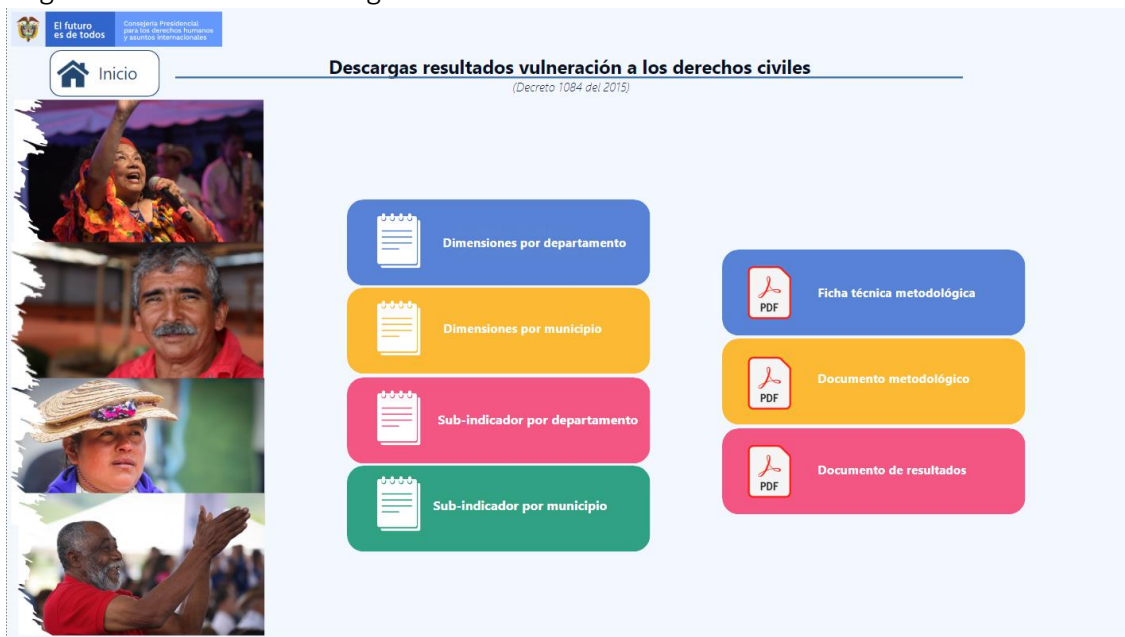 El futuro
es de todos
Consejería Presidencial
para los derechos humanos
y asuntos internacionales
Inicio
Descargas resultados vulneración a los derechos civiles
(Decreto 1084 del 2015)
Dimensiones por departamento
Dimensiones por municipio
Sub-indicador por departamento
Sub-indicador por municipio
PDF
Ficha técnica metodológica
PDF
Documento metodológico
PDF
Documento de resultados